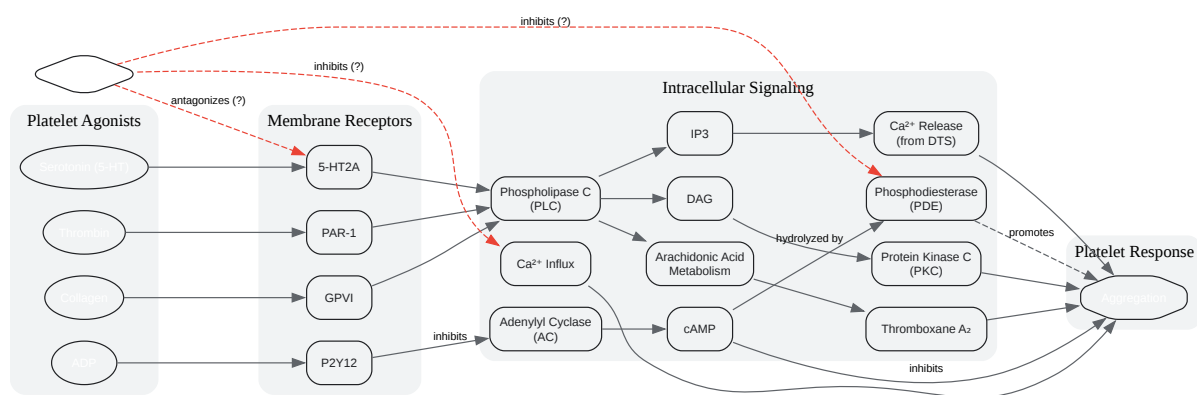 inhibits (?)
inhibits (?)
antagonizes (?)
Platelet Agonists
Serotonin (5-HT)
Thrombin
Collagen
ADP
Membrane Receptors
5-HT2A
PAR-1
GPVI
P2Y12
inhibits
Intracellular Signaling
Phospholipase C
(PLC)
Ca²⁺ Influx
Adenylyl Cyclase
(AC)
IP3
DAG
Arachidonic Acid
Metabolism
cAMP
hydrolyzed by
Ca²⁺ Release
(from DTS)
Phosphodiesterase
(PDE)
Protein Kinase C
(PKC)
Thromboxane A₂
inhibits
promotes
Platelet Response
Aggregation